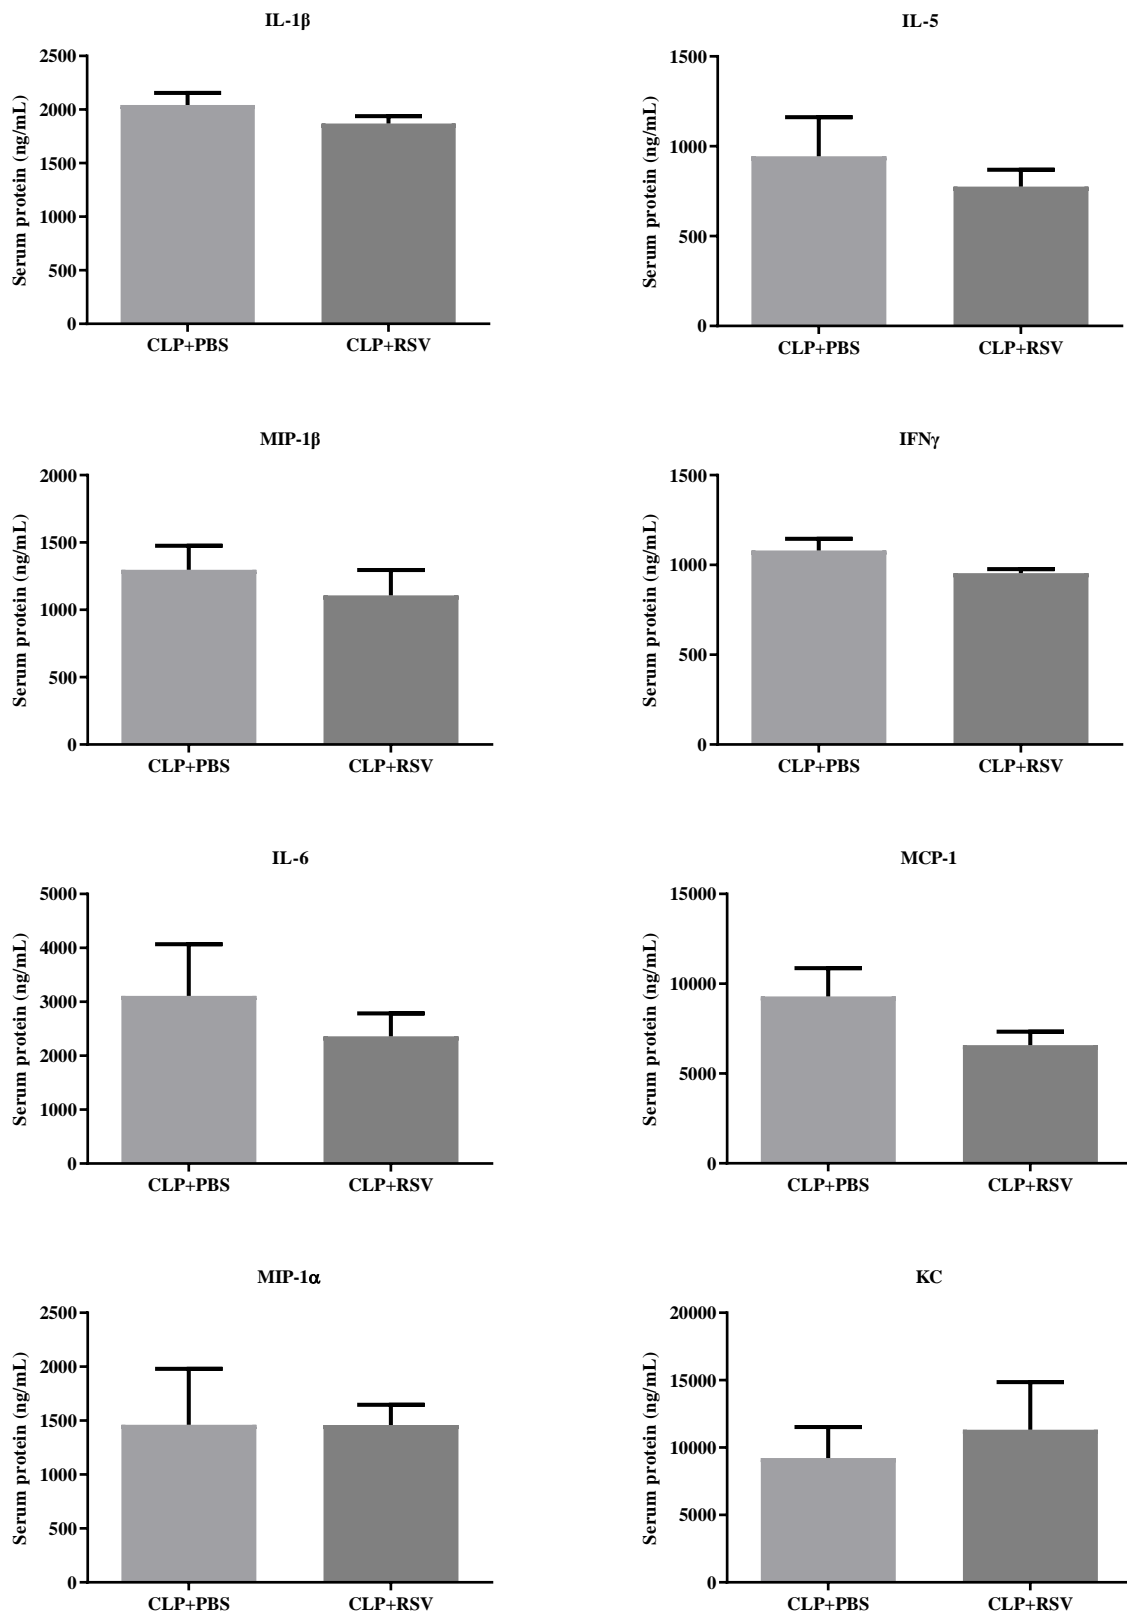 IL-1β
Serum protein (ng/mL)
2500
2000
1500
1000
500
0
CLP+PBS
CLP+RSV
IL-5
Serum protein (ng/mL)
1500
1000
500
0
CLP+PBS
CLP+RSV
MIP-1β
Serum protein (ng/mL)
2000
1500
1000
500
0
CLP+PBS
CLP+RSV
IFNγ
Serum protein (ng/mL)
1500
1000
500
0
CLP+PBS
CLP+RSV
IL-6
Serum protein (ng/mL)
5000
4000
3000
2000
1000
0
CLP+PBS
CLP+RSV
MCP-1
Serum protein (ng/mL)
15000
10000
5000
0
CLP+PBS
CLP+RSV
MIP-1α
Serum protein (ng/mL)
2500
2000
1500
1000
500
0
CLP+PBS
CLP+RSV
KC
Serum protein (ng/mL)
20000
15000
10000
5000
0
CLP+PBS
CLP+RSV